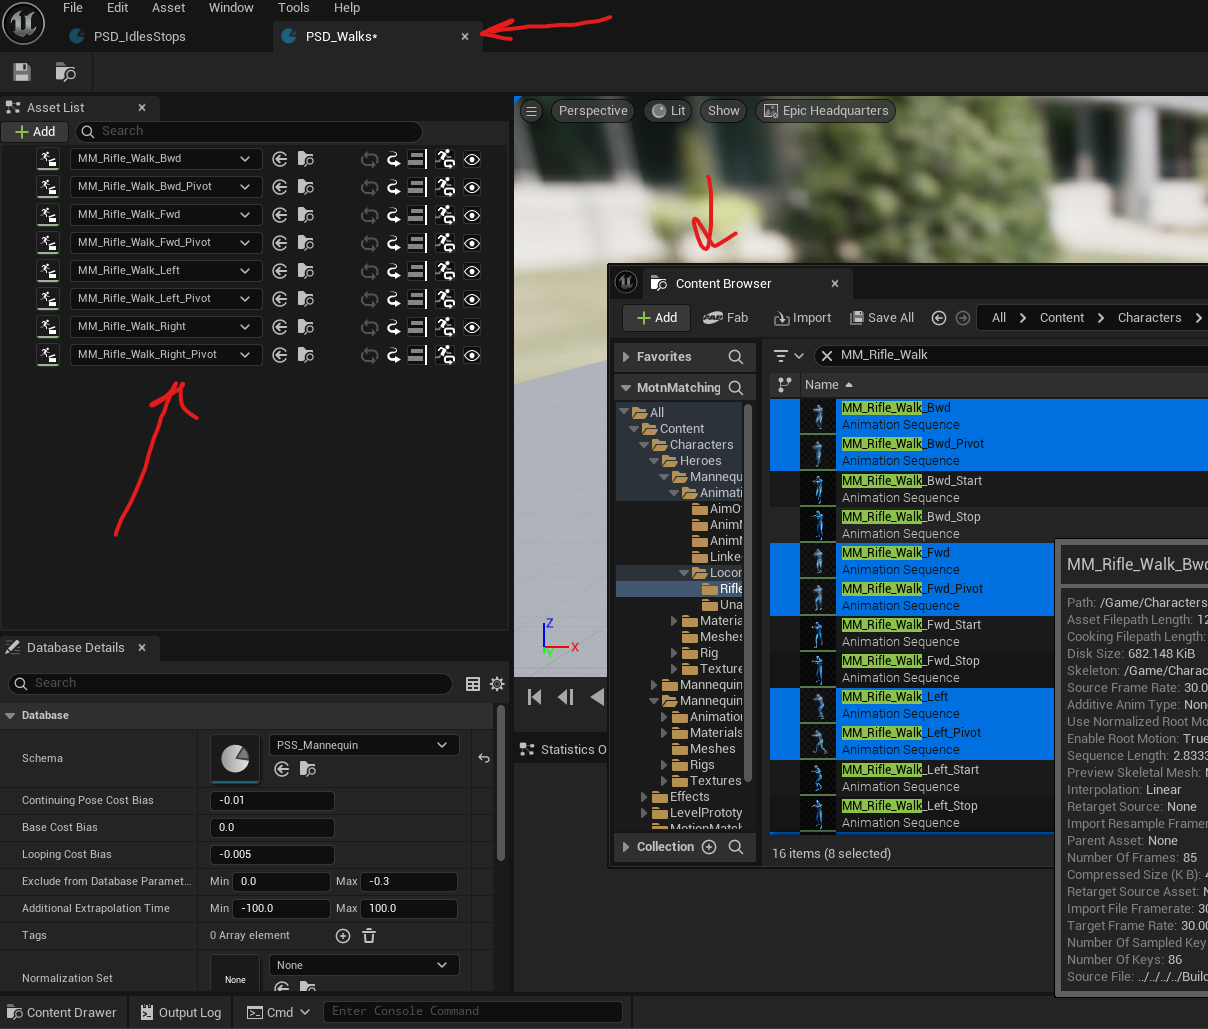 File Edit Asset Window Tools Help
PSD_IdlesStops
PSD_Walks*
Asset List
Add
Search
MM_Rifle_Walk_Bwd
MM_Rifle_Walk_Bwd_Pivot
MM_Rifle_Walk_Fwd
MM_Rifle_Walk_Fwd_Pivot
MM_Rifle_Walk_Left
MM_Rifle_Walk_Left_Pivot
MM_Rifle_Walk_Right
MM_Rifle_Walk_Right_Pivot
Perspective Lit Show Epic Headquarters
Z
X
Y
Content Browser
Add Fab Import Save All All Content Characters
Favorites
MM_Rifle_Walk
MotnMatching
Name
All
Content
Characters
Heroes
Mannequ
Animati
AimO
AnimM
AnimM
Linke
Locon
Rifle
Una
Materia
Meshes
Rig
Texture
Mannequin
Mannequin
Animation
Materials
Meshes
Rigs
Textures
Effects
LevelPrototy
MotionMatch
Collection
MM_Rifle_Walk_Bwd
Animation Sequence
MM_Rifle_Walk_Bwd_Pivot
Animation Sequence
MM_Rifle_Walk_Bwd_Start
Animation Sequence
MM_Rifle_Walk_Bwd_Stop
Animation Sequence
MM_Rifle_Walk_Fwd
Animation Sequence
MM_Rifle_Walk_Fwd_Pivot
Animation Sequence
MM_Rifle_Walk_Fwd_Start
Animation Sequence
MM_Rifle_Walk_Fwd_Stop
Animation Sequence
MM_Rifle_Walk_Left
Animation Sequence
MM_Rifle_Walk_Left_Pivot
Animation Sequence
MM_Rifle_Walk_Left_Start
Animation Sequence
MM_Rifle_Walk_Left_Stop
Animation Sequence
16 items (8 selected)
MM_Rifle_Walk_Bwd
Path: /Game/Characters
Asset Filepath Length: 12
Cooking Filepath Length:
Disk Size: 682.148 KiB
Skeleton: /Game/Charac
Source Frame Rate: 30.0
Additive Anim Type: Non
Use Normalized Root Mo
Enable Root Motion: True
Sequence Length: 2.8333
Preview Skeletal Mesh: M
Interpolation: Linear
Retarget Source: None
Import Resample Framer
Parent Asset: None
Number Of Frames: 85
Compressed Size (K B): 4
Retarget Source Asset: N
Import File Framerate: 30
Target Frame Rate: 30.00
Number Of Sampled Key
Number Of Keys: 86
Source File: ../../../../Build
Database Details
Search
Database
Schema
PSS_Mannequin
Continuing Pose Cost Bias -0.01
Base Cost Bias 0.0
Looping Cost Bias -0.005
Exclude from Database Paramet... Min 0.0 Max -0.3
Additional Extrapolation Time Min -100.0 Max 100.0
Tags 0 Array element
Normalization Set None None
Statistics O
Content Drawer Output Log Cmd Enter Console Command